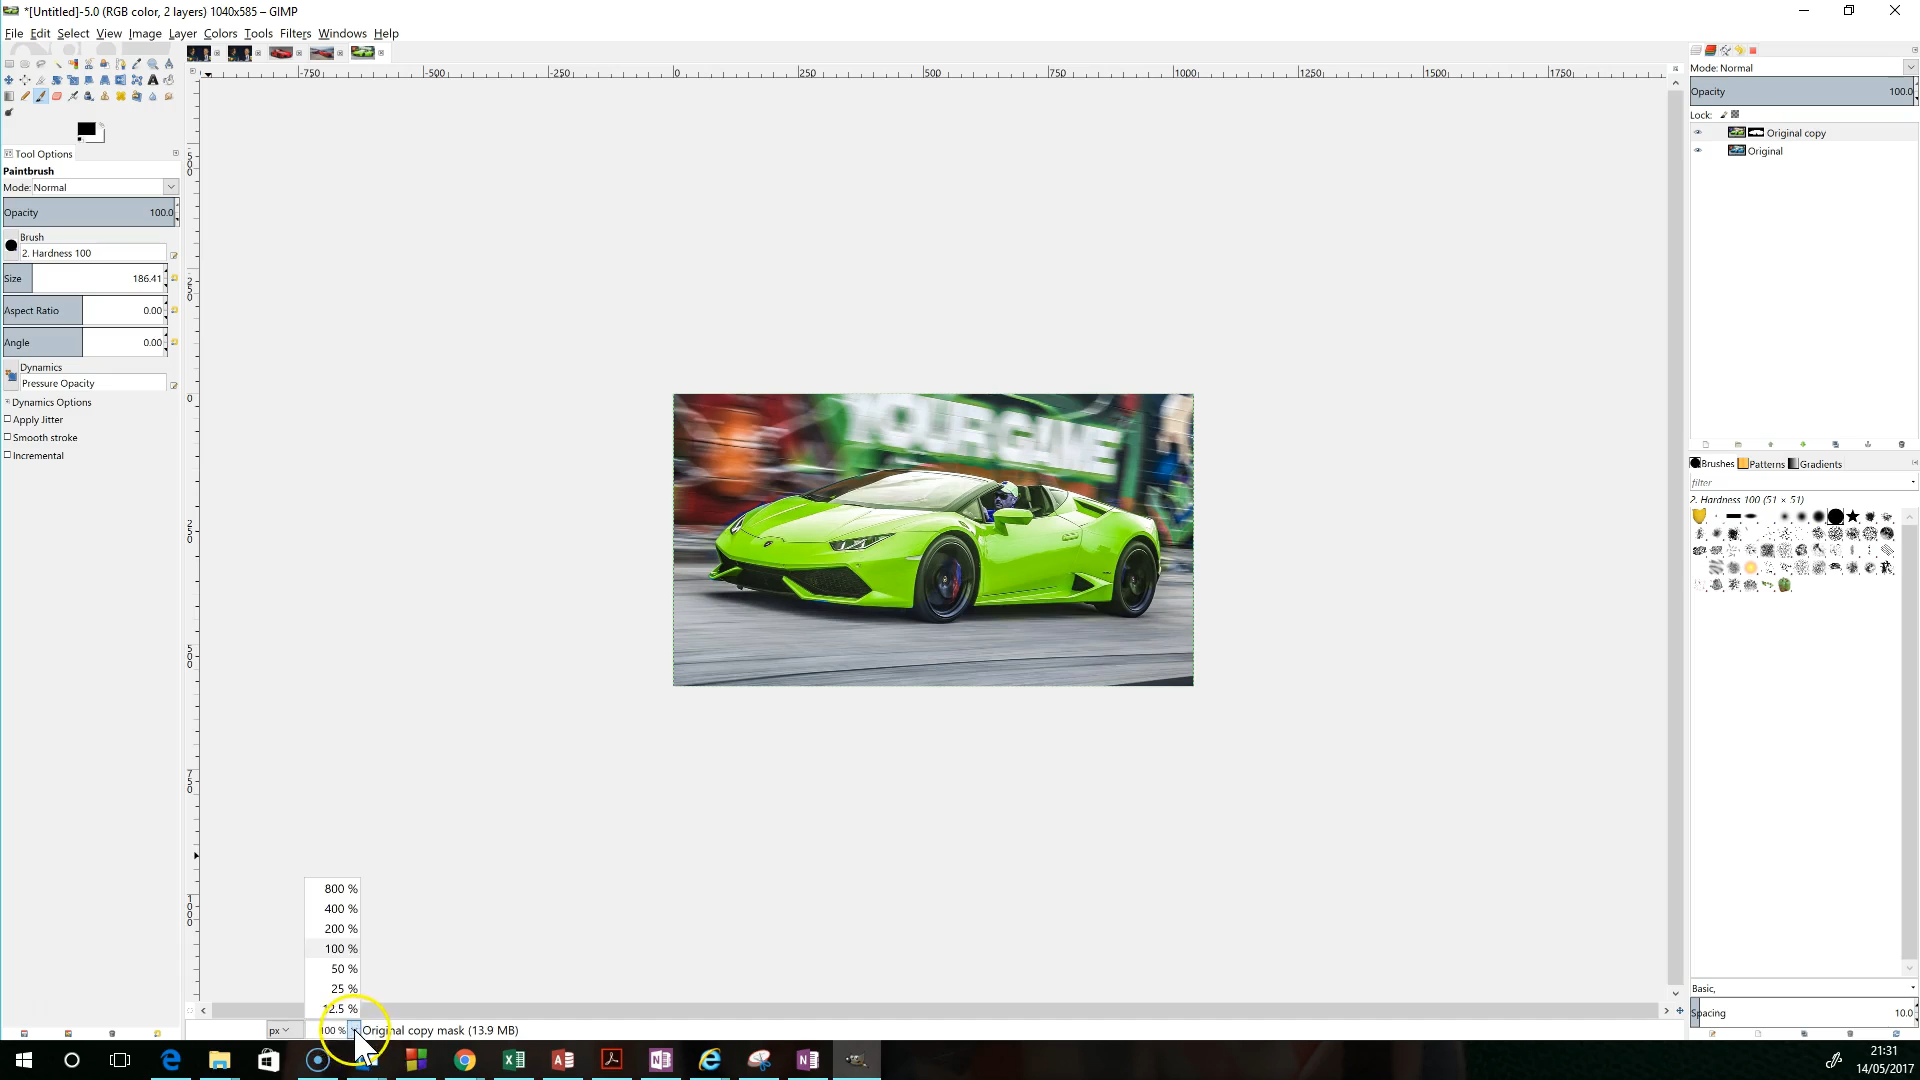 *[Untitled]-5.0 (RGB color, 2 layers) 1040x585 – GIMP
File Edit Select View Image Layer Colors Tools Filters Windows Help
-750 -500 -250 0 250 500 750 1000 1250 1500 1750
Tool Options
Paintbrush
Mode: Normal
Opacity 100.0
Brush
2. Hardness 100
Size 186.41
Aspect Ratio 0.00
Angle 0.00
Dynamics
Pressure Opacity
Dynamics Options
Apply Jitter
Smooth stroke
Incremental
YOUR GAME
Mode: Normal
Opacity 100.0
Lock:
Original copy
Original
Brushes Patterns Gradients
filter
2. Hardness 100 (51 × 51)
Basic,
Spacing 10.0
800 %
400 %
200 %
100 %
50 %
25 %
12.5 %
px 100 % Original copy mask (13.9 MB)
21:31
14/05/2017